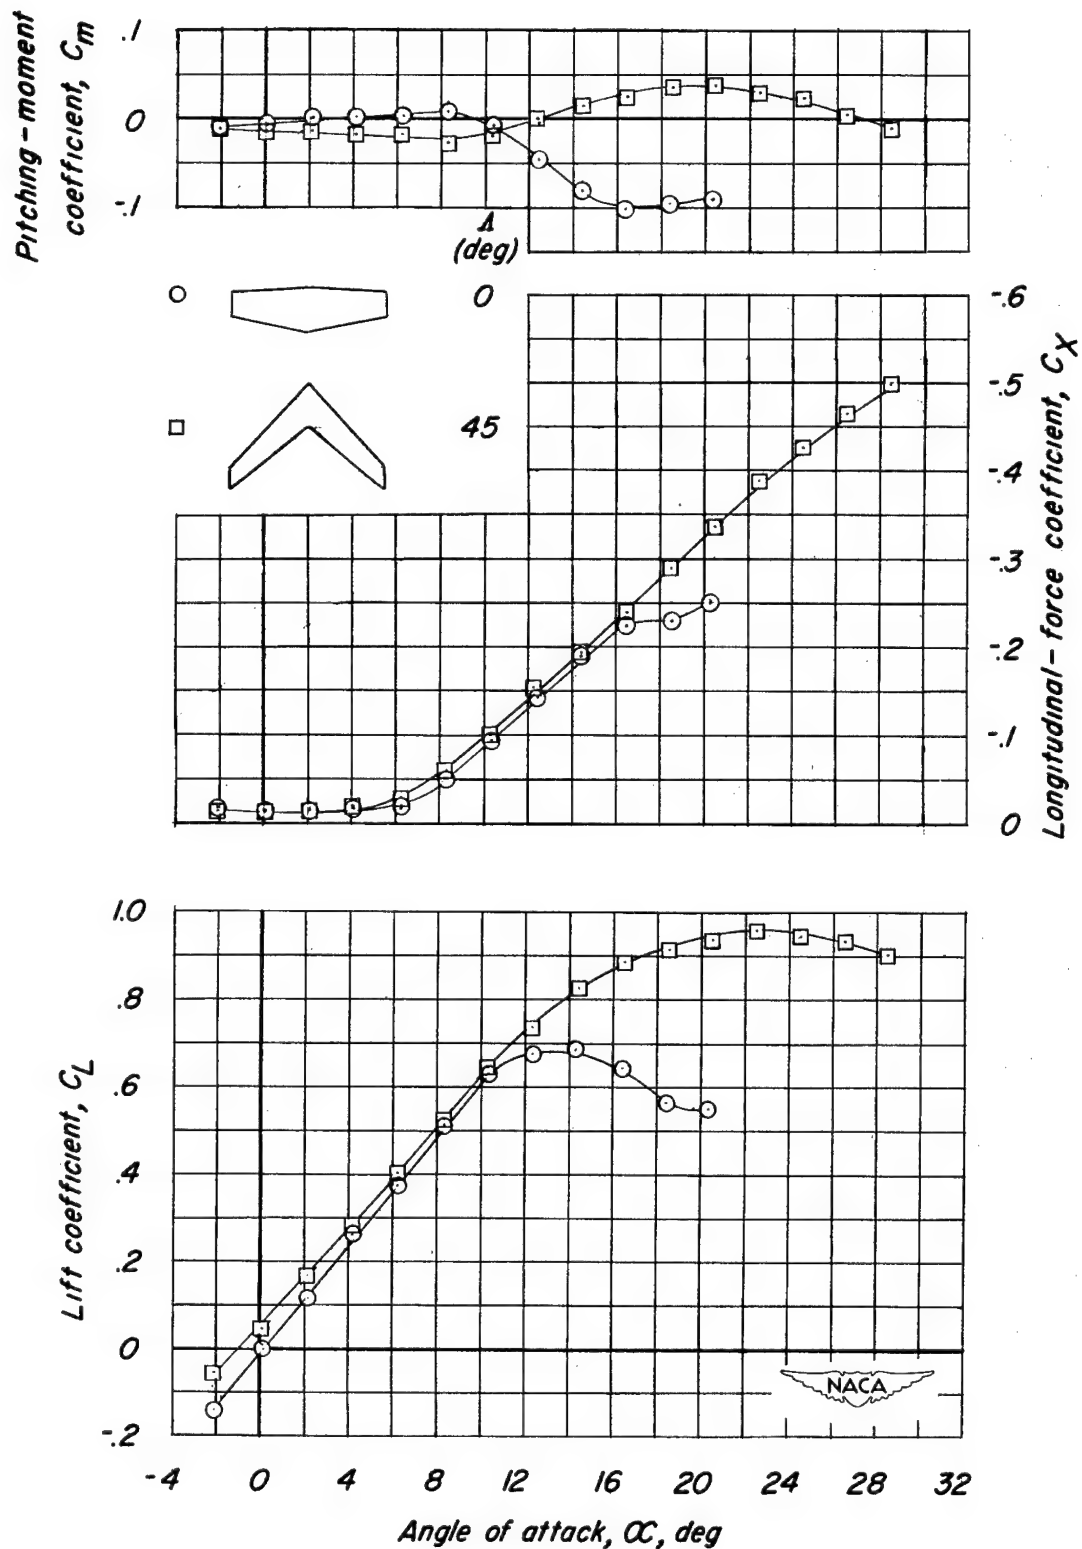 Pitching-moment
coefficient, Cm
.1
0
-.1
Λ
(deg)
0
45
-.6
-.5
-.4
-.3
-.2
-.1
0
Longitudinal-force coefficient, CX
1.0
.8
.6
.4
.2
0
-.2
Lift coefficient, CL
NACA
-4 0 4 8 12 16 20 24 28 32
Angle of attack, α, deg